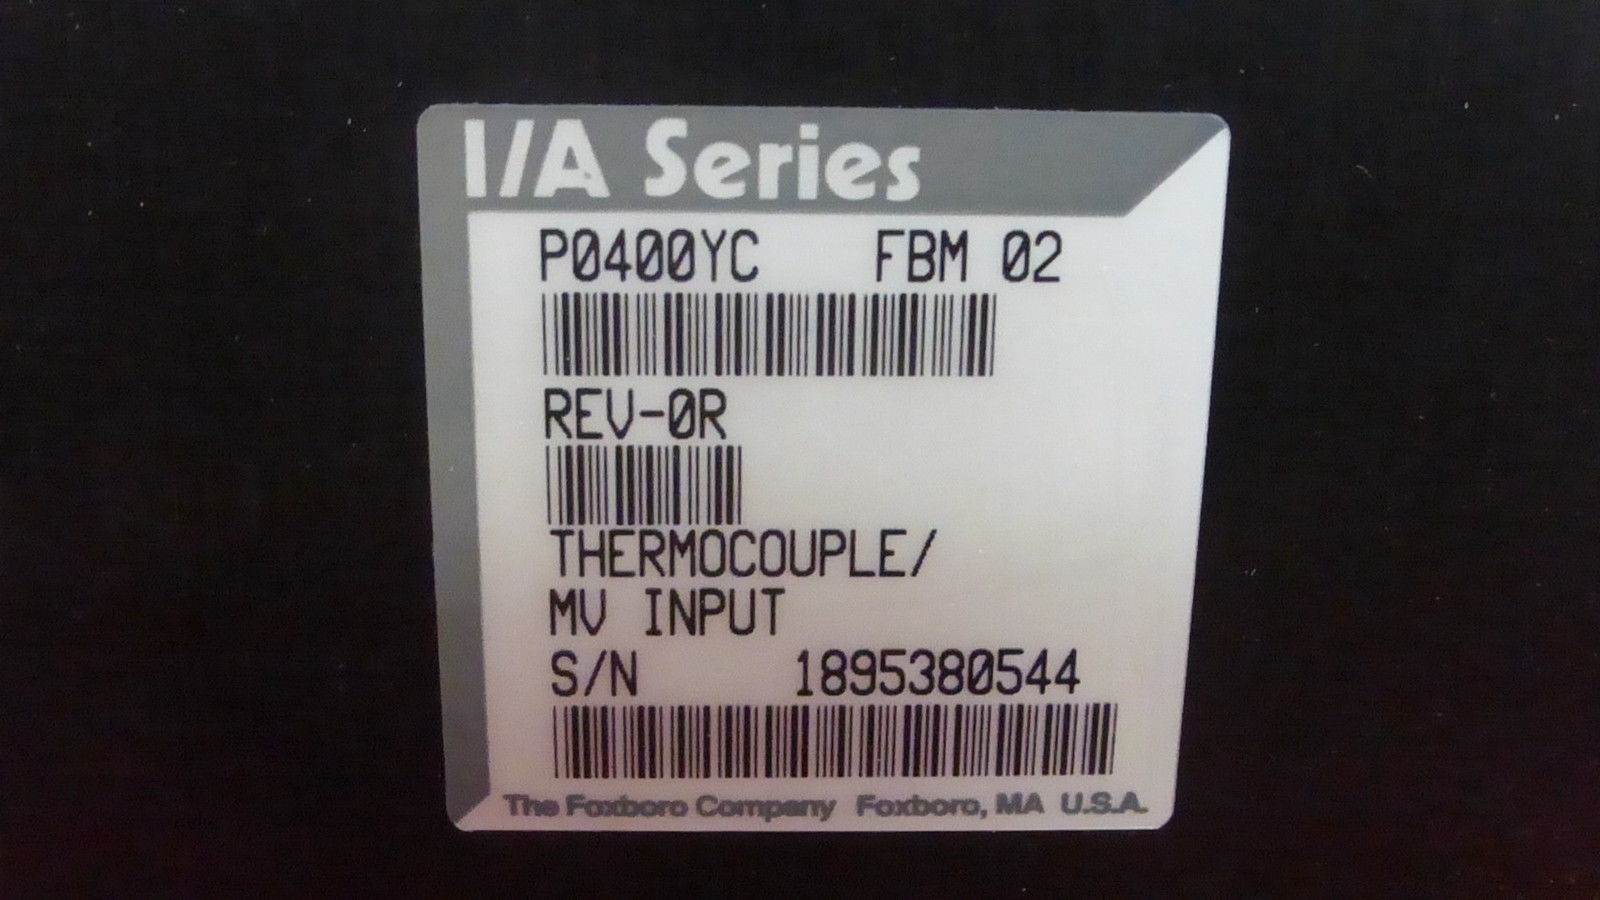 I/A Series
P0400YC FBM 02
REV-0R
THERMOCOUPLE/
MV INPUT
S/N 1895380544
The Foxboro Company Foxboro, MA U.S.A.